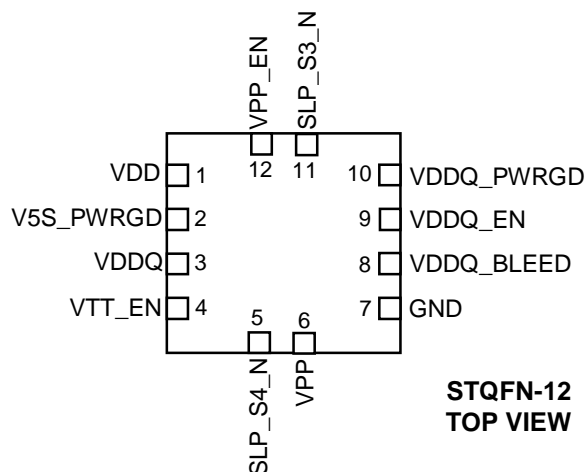 VPP_EN
SLP_S3_N
12
11
VDD 1
10 VDDQ_PWRGD
V5S_PWRGD 2
9 VDDQ_EN
VDDQ 3
8 VDDQ_BLEED
VTT_EN 4
7 GND
5
6
SLP_S4_N
VPP
STQFN-12
TOP VIEW